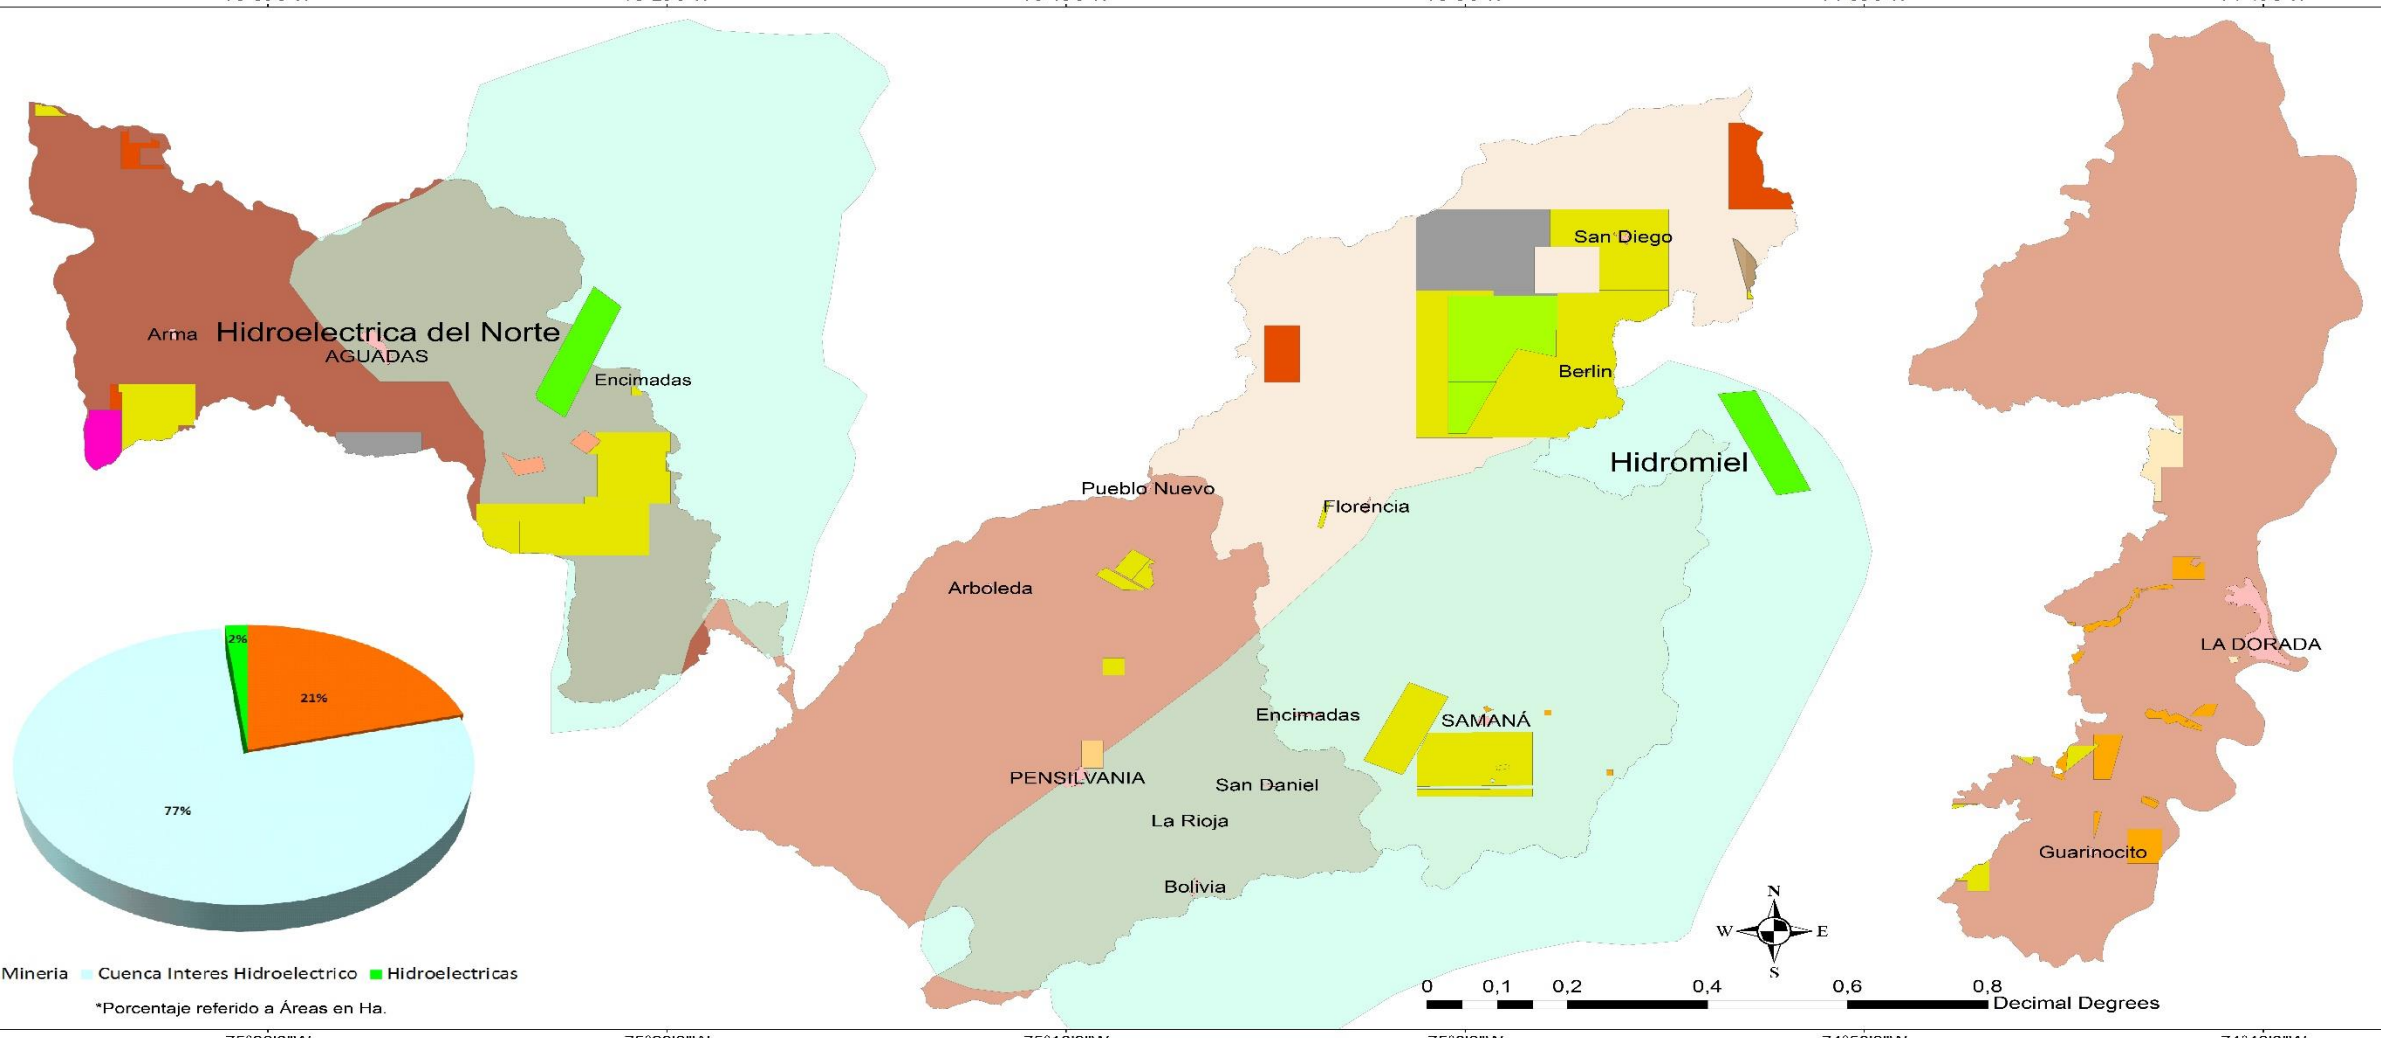 San Diego
Arma
Hidroelectrica del Norte
AGUADAS
Encimadas
Berlin
Hidromiel
Pueblo Nuevo
Florencia
Arboleda
LA DORADA
2%
21%
77%
Encimadas
SAMANÁ
PENSILVANIA
San Daniel
La Rioja
Guarinocito
Bolivia
N
W E
S
Mineria Cuenca Interes Hidroelectrico Hidroelectricas
*Porcentaje referido a Áreas en Ha.
0 0,1 0,2 0,4 0,6 0,8
Decimal Degrees